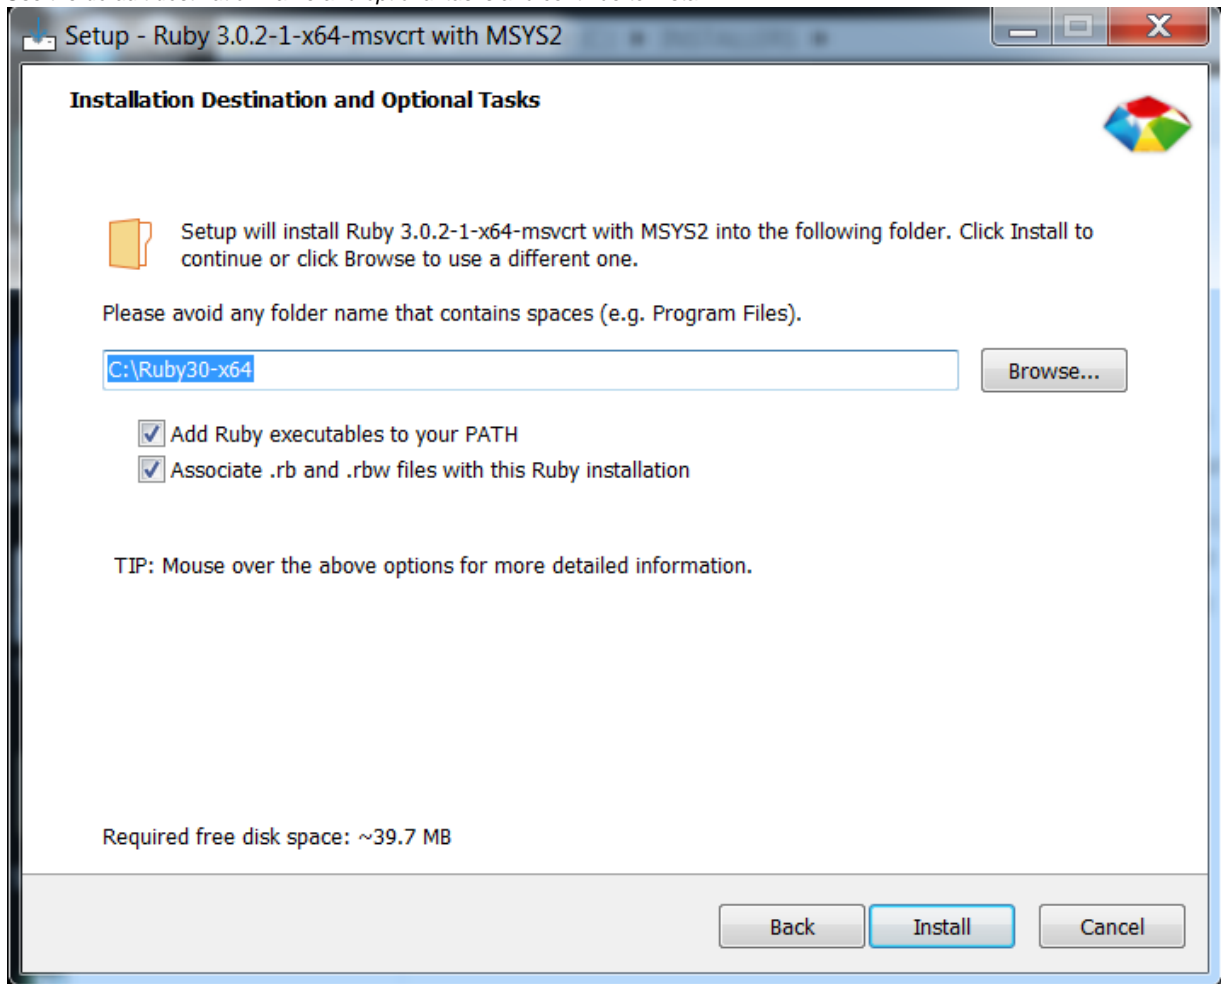 Setup - Ruby 3.0.2-1-x64-msvcrt with MSYS2
Installation Destination and Optional Tasks
Setup will install Ruby 3.0.2-1-x64-msvcrt with MSYS2 into the following folder. Click Install to
continue or click Browse to use a different one.
Please avoid any folder name that contains spaces (e.g. Program Files).
C:\Ruby30-x64
Browse...
Add Ruby executables to your PATH
Associate .rb and .rbw files with this Ruby installation
TIP: Mouse over the above options for more detailed information.
Required free disk space: ~39.7 MB
Back
Install
Cancel